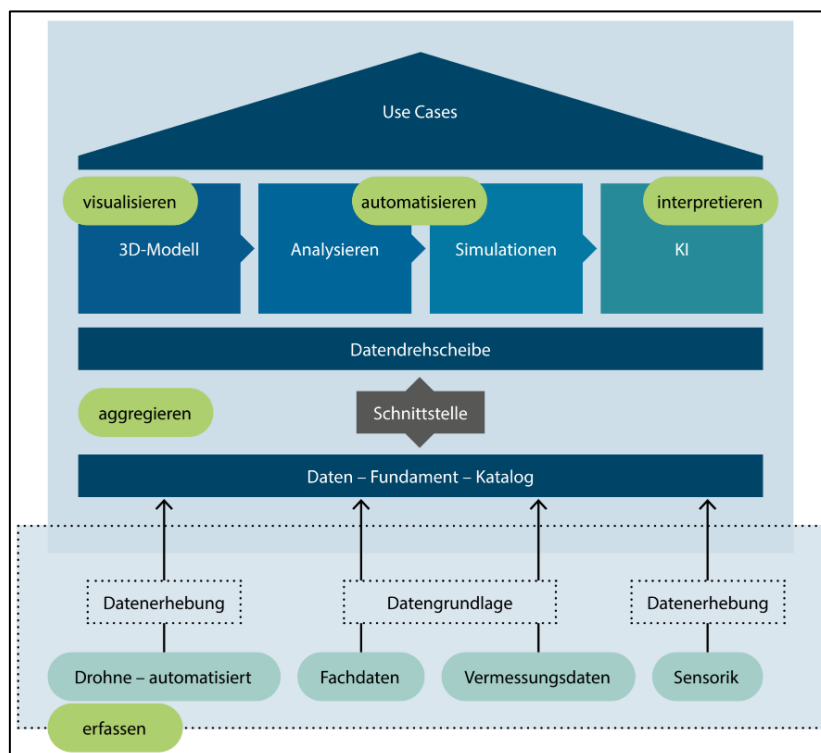 Use Cases
visualisieren
automatisieren
interpretieren
3D-Modell
Analysieren
Simulationen
KI
Datendrehscheibe
aggregieren
Schnittstelle
Daten – Fundament – Katalog
Datenerhebung
Datengrundlage
Datenerhebung
Drohne – automatisiert
Fachdaten
Vermessungsdaten
Sensorik
erfassen